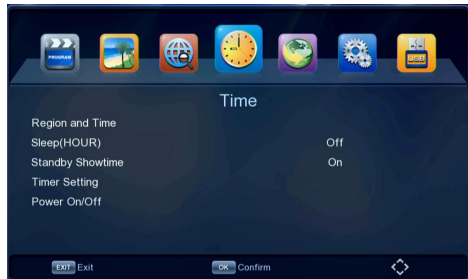 PROGRAM
USB
Time
Region and Time
Sleep(HOUR) Off
Standby Showtime On
Timer Setting
Power On/Off
EXIT Exit OK Confirm